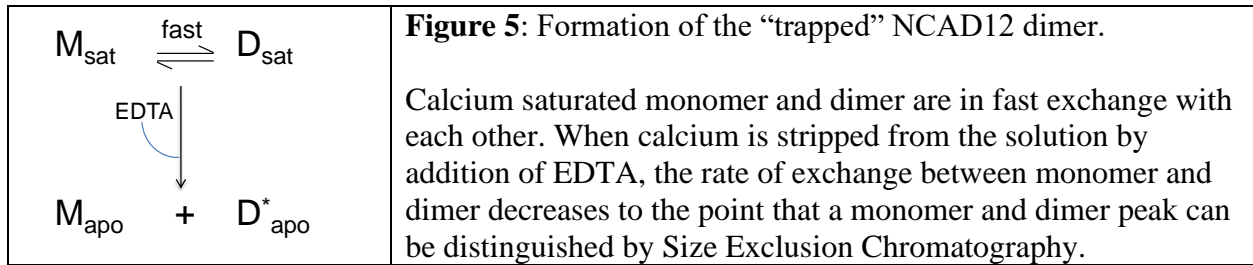 M_sat fast D_sat
EDTA
M_apo + D*_apo
Figure 5: Formation of the “trapped” NCAD12 dimer.
Calcium saturated monomer and dimer are in fast exchange with
each other. When calcium is stripped from the solution by
addition of EDTA, the rate of exchange between monomer and
dimer decreases to the point that a monomer and dimer peak can
be distinguished by Size Exclusion Chromatography.